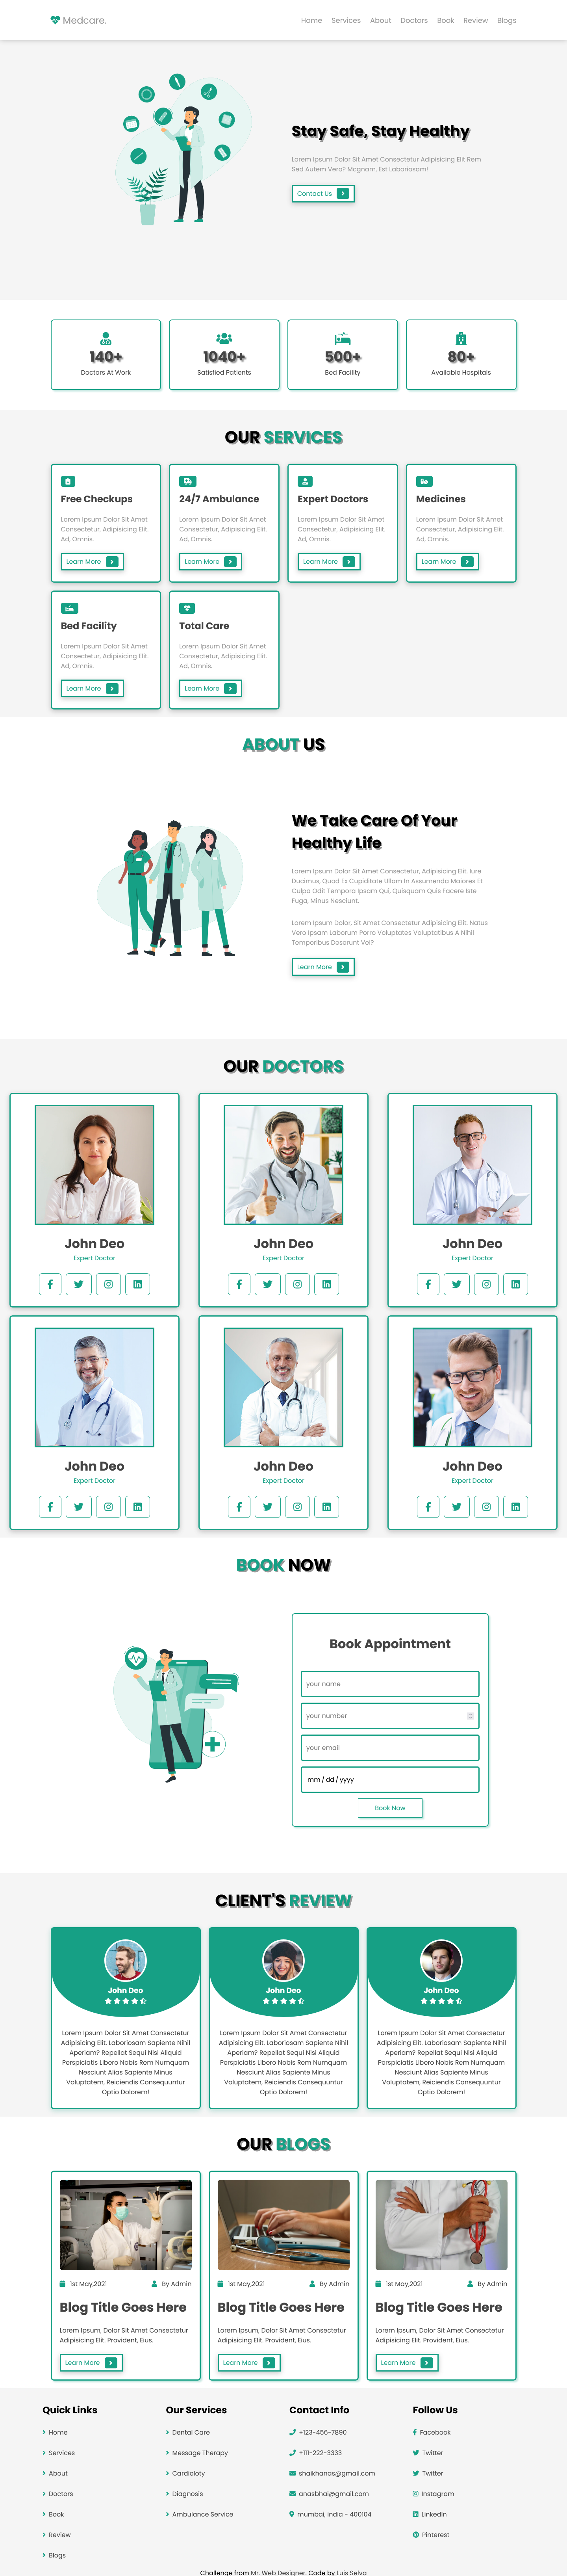 Medcare.
Home Services About Doctors Book Review Blogs
Stay Safe, Stay Healthy
Lorem Ipsum Dolor Sit Amet Consectetur Adipisicing Elit Rem
Sed Autem Vero? Mcgnam, Est Laboriosam!
Contact Us
140+
Doctors At Work
1040+
Satisfied Patients
500+
Bed Facility
80+
Available Hospitals
OUR SERVICES
Free Checkups
Lorem Ipsum Dolor Sit Amet
Consectetur, Adipisicing Elit.
Ad, Omnis.
Learn More
24/7 Ambulance
Lorem Ipsum Dolor Sit Amet
Consectetur, Adipisicing Elit.
Ad, Omnis.
Learn More
Expert Doctors
Lorem Ipsum Dolor Sit Amet
Consectetur, Adipisicing Elit.
Ad, Omnis.
Learn More
Medicines
Lorem Ipsum Dolor Sit Amet
Consectetur, Adipisicing Elit.
Ad, Omnis.
Learn More
Bed Facility
Lorem Ipsum Dolor Sit Amet
Consectetur, Adipisicing Elit.
Ad, Omnis.
Learn More
Total Care
Lorem Ipsum Dolor Sit Amet
Consectetur, Adipisicing Elit.
Ad, Omnis.
Learn More
ABOUT US
We Take Care Of Your
Healthy Life
Lorem Ipsum Dolor Sit Amet Consectetur, Adipisicing Elit. Iure
Ducimus, Quod Ex Cupiditate Ullam In Assumenda Maiores Et
Culpa Odit Tempora Ipsam Qui, Quisquam Quis Facere Iste
Fuga, Minus Nesciunt.
Lorem Ipsum Dolor, Sit Amet Consectetur Adipisicing Elit. Natus
Vero Ipsam Laborum Porro Voluptates Voluptatibus A Nihil
Temporibus Deserunt Vel?
Learn More
OUR DOCTORS
John Deo
Expert Doctor
John Deo
Expert Doctor
John Deo
Expert Doctor
John Deo
Expert Doctor
John Deo
Expert Doctor
John Deo
Expert Doctor
BOOK NOW
Book Appointment
your name
your number
your email
mm / dd / yyyy
Book Now
CLIENT'S REVIEW
John Deo
Lorem Ipsum Dolor Sit Amet Consectetur
Adipisicing Elit. Laboriosam Sapiente Nihil
Aperiam? Repellat Sequi Nisi Aliquid
Perspiciatis Libero Nobis Rem Numquam
Nesciunt Alias Sapiente Minus
Voluptatem, Reiciendis Consequuntur
Optio Dolorem!
John Deo
Lorem Ipsum Dolor Sit Amet Consectetur
Adipisicing Elit. Laboriosam Sapiente Nihil
Aperiam? Repellat Sequi Nisi Aliquid
Perspiciatis Libero Nobis Rem Numquam
Nesciunt Alias Sapiente Minus
Voluptatem, Reiciendis Consequuntur
Optio Dolorem!
John Deo
Lorem Ipsum Dolor Sit Amet Consectetur
Adipisicing Elit. Laboriosam Sapiente Nihil
Aperiam? Repellat Sequi Nisi Aliquid
Perspiciatis Libero Nobis Rem Numquam
Nesciunt Alias Sapiente Minus
Voluptatem, Reiciendis Consequuntur
Optio Dolorem!
OUR BLOGS
1st May,2021 By Admin
Blog Title Goes Here
Lorem Ipsum, Dolor Sit Amet Consectetur
Adipisicing Elit. Provident, Eius.
Learn More
1st May,2021 By Admin
Blog Title Goes Here
Lorem Ipsum, Dolor Sit Amet Consectetur
Adipisicing Elit. Provident, Eius.
Learn More
1st May,2021 By Admin
Blog Title Goes Here
Lorem Ipsum, Dolor Sit Amet Consectetur
Adipisicing Elit. Provident, Eius.
Learn More
Quick Links
Home
Services
About
Doctors
Book
Review
Blogs
Our Services
Dental Care
Message Therapy
Cardioloty
Diagnosis
Ambulance Service
Contact Info
+123-456-7890
+111-222-3333
shaikhanas@gmail.com
anasbhai@gmail.com
mumbai, india - 400104
Follow Us
Facebook
Twitter
Twitter
Instagram
LinkedIn
Pinterest
Challenge from Mr. Web Designer. Code by Luis Selva